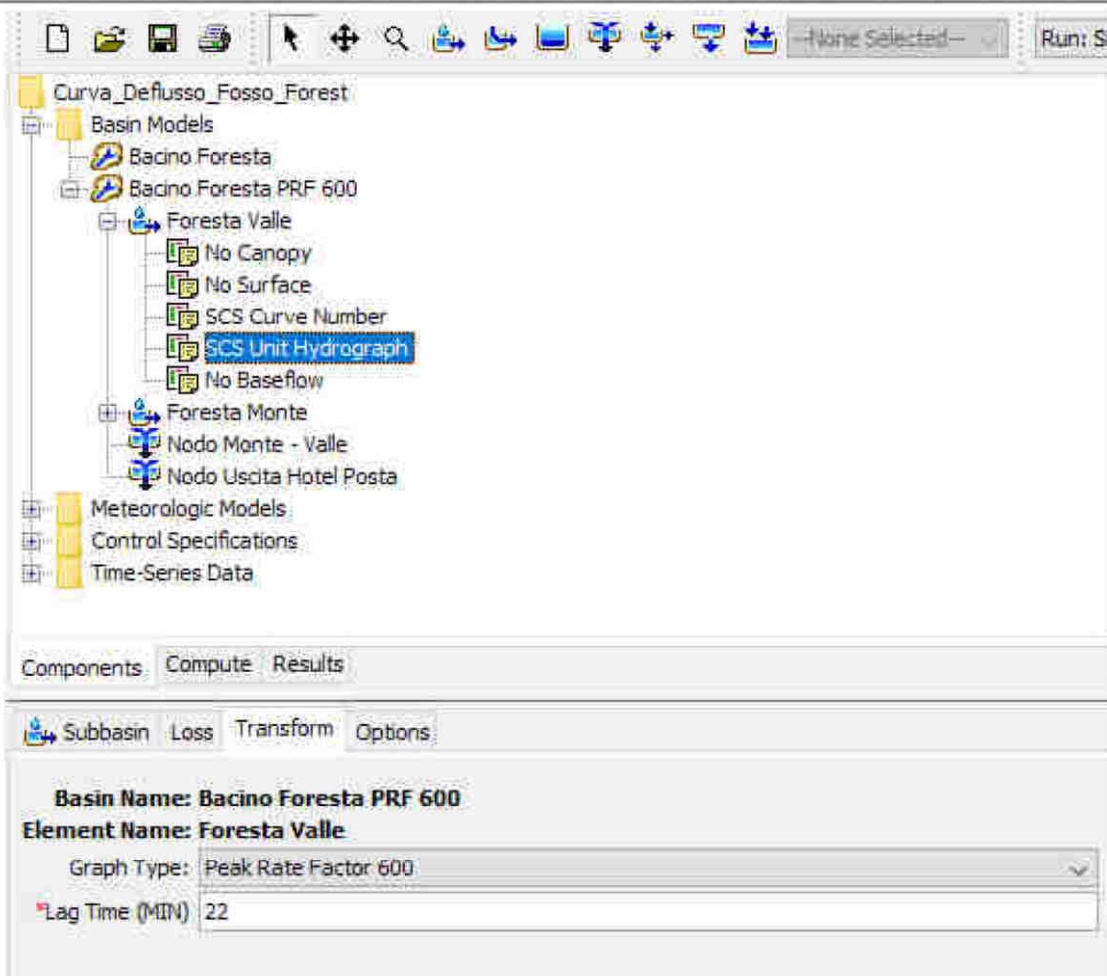 --None Selected--
Run: S
Curva_Deflusso_Fosso_Forest
Basin Models
Bacino Foresta
Bacino Foresta PRF 600
Foresta Valle
No Canopy
No Surface
SCS Curve Number
SCS Unit Hydrograph
No Baseflow
Foresta Monte
Nodo Monte - Valle
Nodo Uscita Hotel Posta
Meteorologic Models
Control Specifications
Time-Series Data
Components Compute Results
Subbasin Loss Transform Options
Basin Name: Bacino Foresta PRF 600
Element Name: Foresta Valle
Graph Type: Peak Rate Factor 600
*Lag Time (MIN) 22